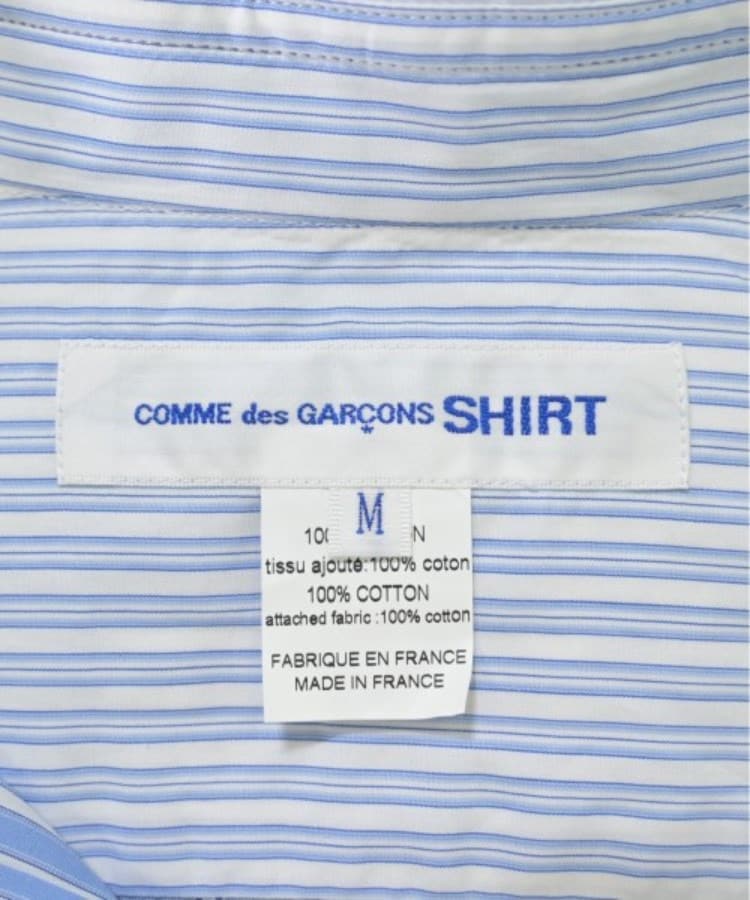 COMME des GARÇONS SHIRT
M
tissu ajouté:100% coton
100% COTTON
attached fabric :100% cotton
FABRIQUE EN FRANCE
MADE IN FRANCE